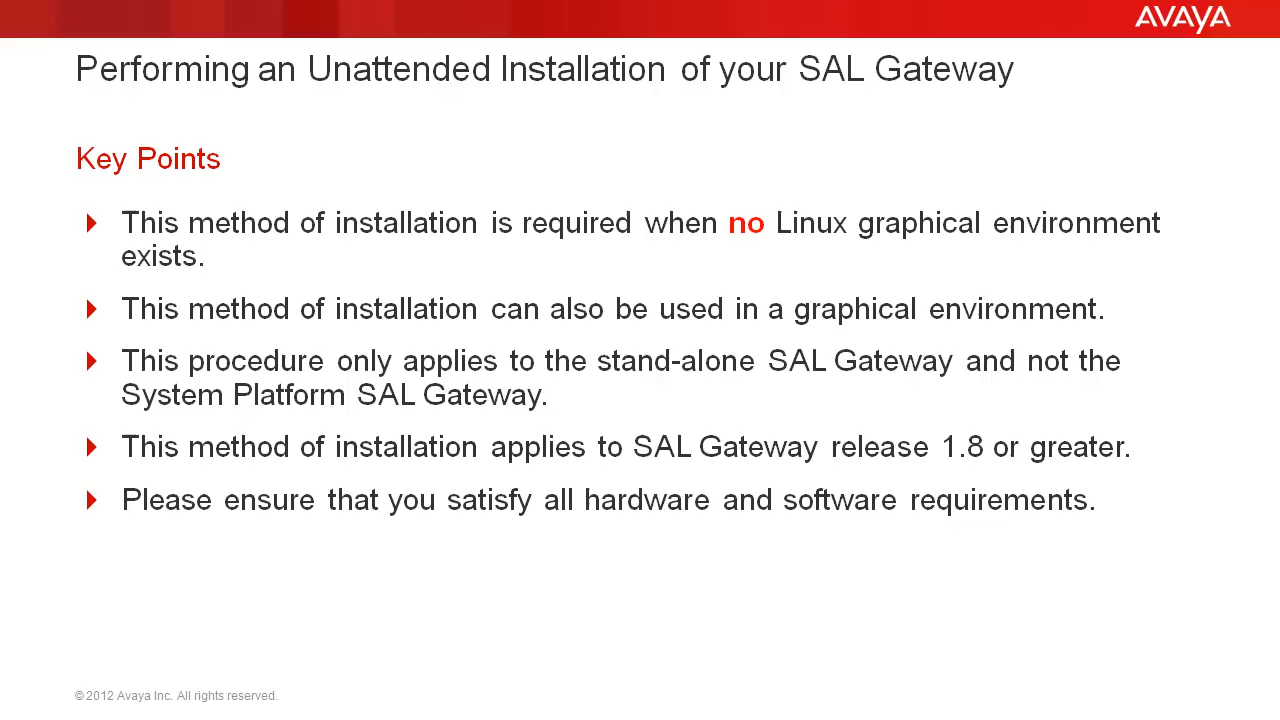 AVAYA
Performing an Unattended Installation of your SAL Gateway
Key Points
This method of installation is required when no Linux graphical environment
exists.
This method of installation can also be used in a graphical environment.
This procedure only applies to the stand-alone SAL Gateway and not the
System Platform SAL Gateway.
This method of installation applies to SAL Gateway release 1.8 or greater.
Please ensure that you satisfy all hardware and software requirements.
© 2012 Avaya Inc. All rights reserved.